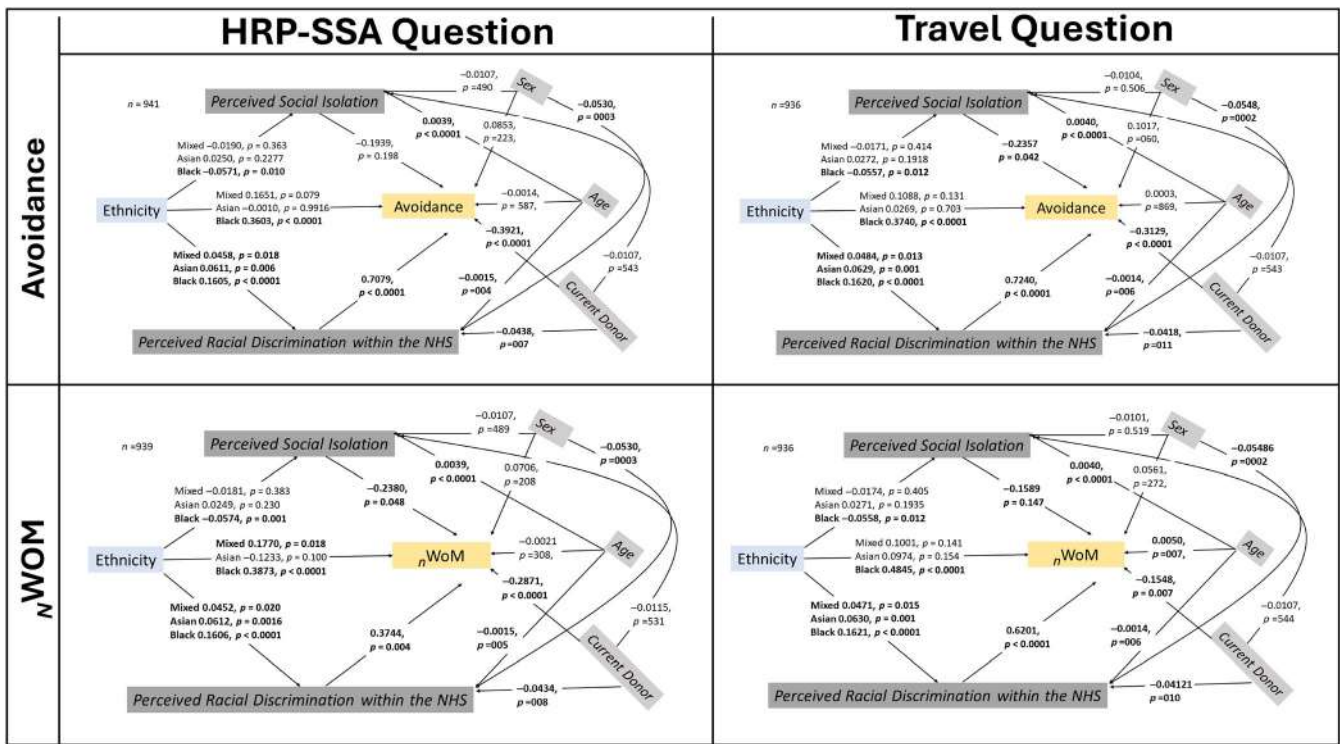 HRP-SSA Question
Travel Question
Avoidance
n = 941
Perceived Social Isolation
−0.0107,
p =490
Sex
−0.0530,
p =0003
Mixed −0.0190, p = 0.363
Asian 0.0250, p = 0.2277
Black −0.0571, p = 0.010
−0.1939,
p = 0.198
0.0039,
p < 0.0001
0.0853,
p =223,
Ethnicity
Mixed 0.1651, p = 0.079
Asian −0.0010, p = 0.9916
Black 0.3603, p < 0.0001
Avoidance
−0.0014,
p = 587,
Age
−0.3921,
p < 0.0001
Mixed 0.0458, p = 0.018
Asian 0.0611, p = 0.006
Black 0.1605, p < 0.0001
0.7079,
p < 0.0001
−0.0015,
p =004
−0.0107,
p =543
Current Donor
Perceived Racial Discrimination within the NHS
−0.0438,
p =007
n =936
Perceived Social Isolation
−0.0104,
p = 0.506
Sex
−0.0548,
p =0002
Mixed −0.0171, p = 0.414
Asian 0.0272, p = 0.1918
Black −0.0557, p = 0.012
−0.2357
p = 0.042
0.0040,
p < 0.0001
0.1017,
p =060,
Ethnicity
Mixed 0.1088, p = 0.131
Asian 0.0269, p = 0.703
Black 0.3740, p < 0.0001
Avoidance
0.0003,
p =869,
Age
−0.3129,
p < 0.0001
Mixed 0.0484, p = 0.013
Asian 0.0629, p = 0.001
Black 0.1620, p < 0.0001
0.7240,
p < 0.0001
−0.0014,
p =006
−0.0107,
p =543
Current Donor
Perceived Racial Discrimination within the NHS
−0.0418,
p =011
NWOM
n =939
Perceived Social Isolation
−0.0107,
p =489
Sex
−0.0530,
p =0003
Mixed −0.0181, p = 0.383
Asian 0.0249, p = 0.230
Black −0.0574, p = 0.001
−0.2380,
p = 0.048
0.0039,
p < 0.0001
0.0706,
p =208
Ethnicity
Mixed 0.1770, p = 0.018
Asian −0.1233, p = 0.100
Black 0.3873, p < 0.0001
nWoM
−0.0021
p =308,
Age
−0.2871,
p < 0.0001
Mixed 0.0452, p = 0.020
Asian 0.0612, p = 0.0016
Black 0.1606, p < 0.0001
0.3744,
p = 0.004
−0.0015,
p =005
−0.0115,
p =531
Current Donor
Perceived Racial Discrimination within the NHS
−0.0434,
p =008
n =936
Perceived Social Isolation
−0.0101,
p = 0.519
Sex
−0.05486
p =0002
Mixed −0.0174, p = 0.405
Asian 0.0271, p = 0.1935
Black −0.0558, p = 0.012
−0.1589
p = 0.147
0.0040,
p < 0.0001
0.0561,
p =272,
Ethnicity
Mixed 0.1001, p = 0.141
Asian 0.0974, p = 0.154
Black 0.4845, p < 0.0001
nWoM
0.0050,
p =007,
Age
−0.1548,
p = 0.007
Mixed 0.0471, p = 0.015
Asian 0.0630, p = 0.001
Black 0.1621, p < 0.0001
0.6201,
p < 0.0001
−0.0014,
p =006
−0.0107,
p =544
Current Donor
Perceived Racial Discrimination within the NHS
−0.04121
p =010